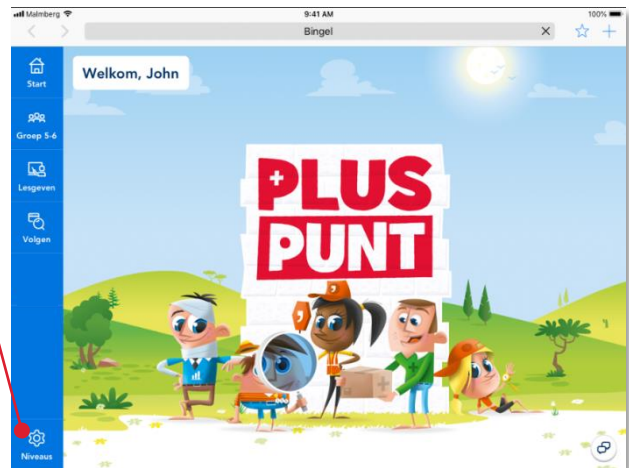 Malmberg 9:41 AM 100%
Bingel
Start
Welkom, John
Groep 5-6
Lesgeven
Volgen
PLUS
PUNT
Niveaus